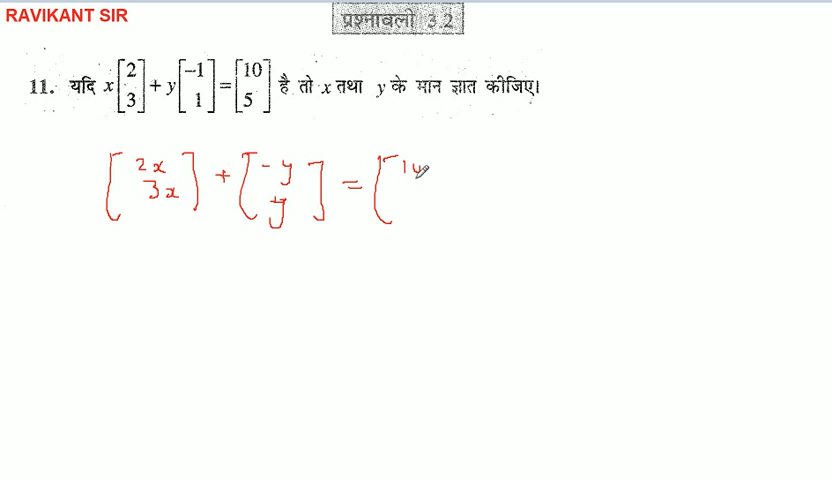 RAVIKANT SIR
प्रश्नावली 3.2
11. यदि x[2 3] + y[-1 1] = [10 5] है तो x तथा y के मान ज्ञात कीजिए।
[2x 3x] + [-y y] = [